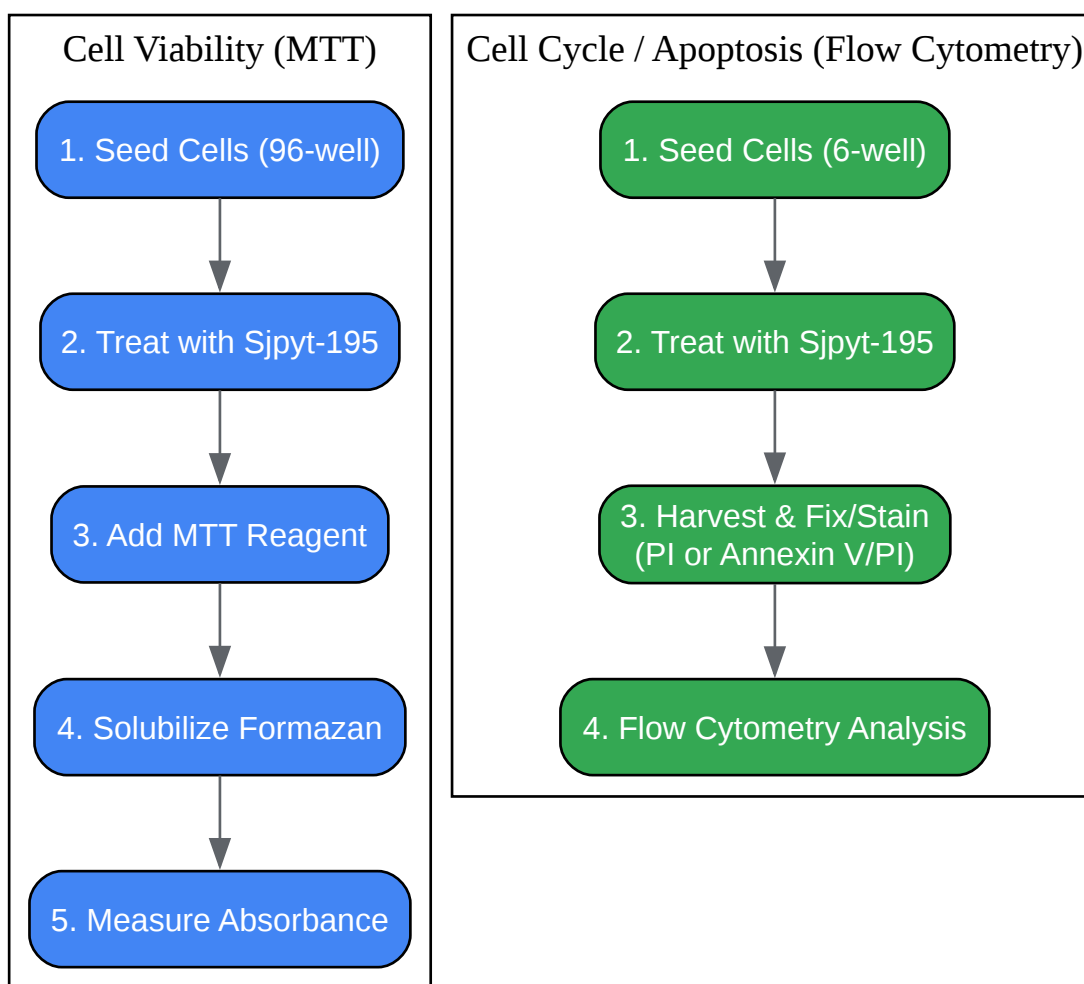 Cell Viability (MTT)
1. Seed Cells (96-well)
2. Treat with Sjpyt-195
3. Add MTT Reagent
4. Solubilize Formazan
5. Measure Absorbance
Cell Cycle / Apoptosis (Flow Cytometry)
1. Seed Cells (6-well)
2. Treat with Sjpyt-195
3. Harvest & Fix/Stain
(PI or Annexin V/PI)
4. Flow Cytometry Analysis